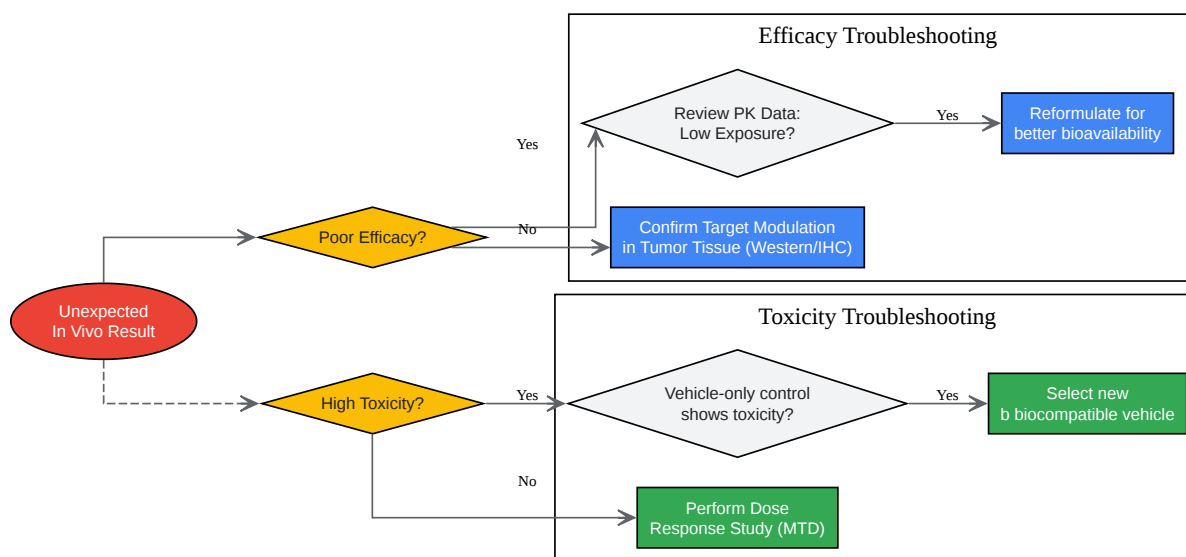 Efficacy Troubleshooting
Review PK Data:
Low Exposure?
Yes
Reformulate for
better bioavailability
Yes
Poor Efficacy?
No
Confirm Target Modulation
in Tumor Tissue (Western/IHC)
Unexpected
In Vivo Result
Toxicity Troubleshooting
High Toxicity?
Yes
Vehicle-only control
shows toxicity?
Yes
Select new
b biocompatible vehicle
No
Perform Dose
Response Study (MTD)